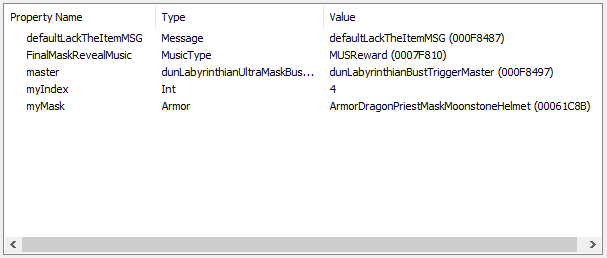 Property Name Type Value
defaultLackTheItemMSG Message defaultLackTheItemMSG (000F8487)
FinalMaskRevealMusic MusicType MUSReward (0007F810)
master dunLabyrinthianUltraMaskBus... dunLabyrinthianBustTriggerMaster (000F8497)
myIndex Int 4
myMask Armor ArmorDragonPriestMaskMoonstoneHelmet (00061C8B)